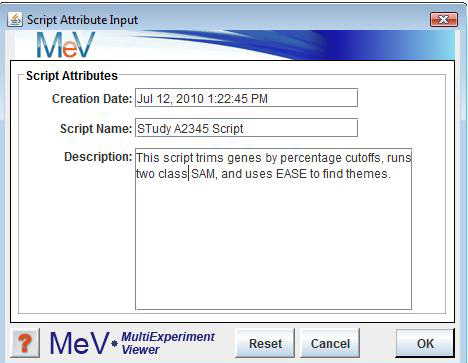 Script Attribute Input
MeV
Script Attributes
Creation Date: Jul 12, 2010 1:22:45 PM
Script Name: STudy A2345 Script
Description: This script trims genes by percentage cutoffs, runs
two class SAM, and uses EASE to find themes.
? MeV MultiExperiment
Viewer
Reset Cancel OK